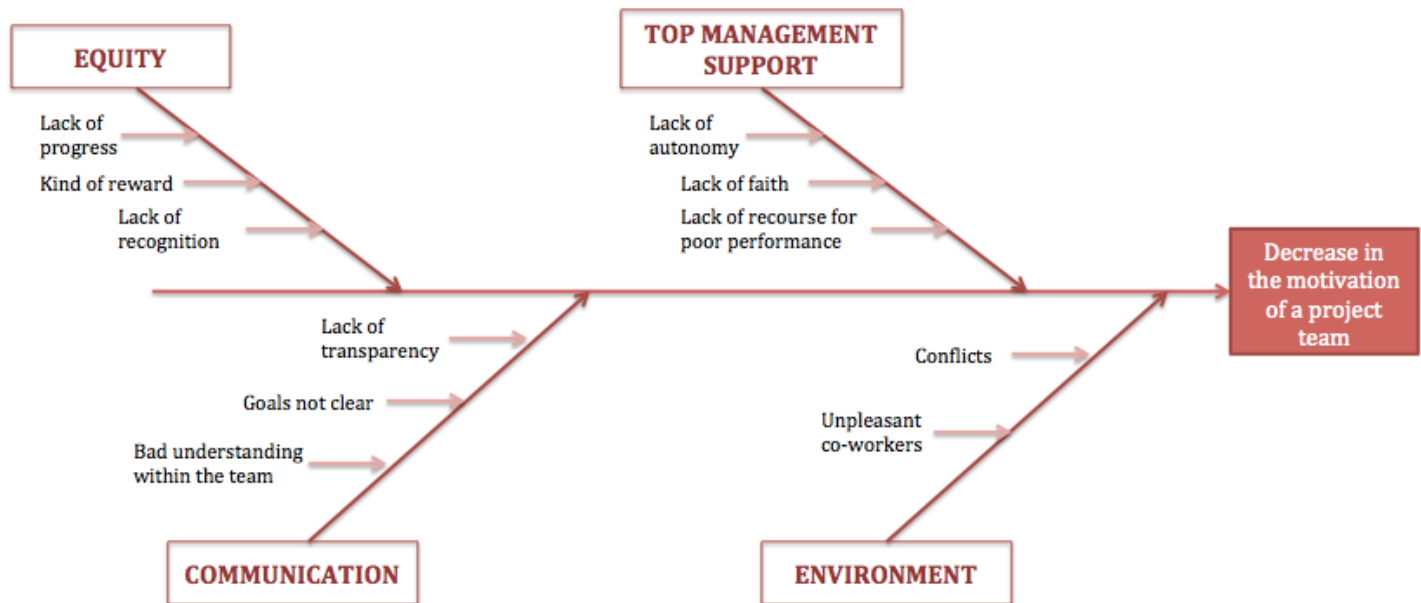 EQUITY
TOP MANAGEMENT
SUPPORT
Lack of
progress
Kind of reward
Lack of
recognition
Lack of
autonomy
Lack of faith
Lack of recourse for
poor performance
Decrease in
the motivation
of a project
team
Lack of
transparency
Goals not clear
Bad understanding
within the team
Conflicts
Unpleasant
co-workers
COMMUNICATION
ENVIRONMENT